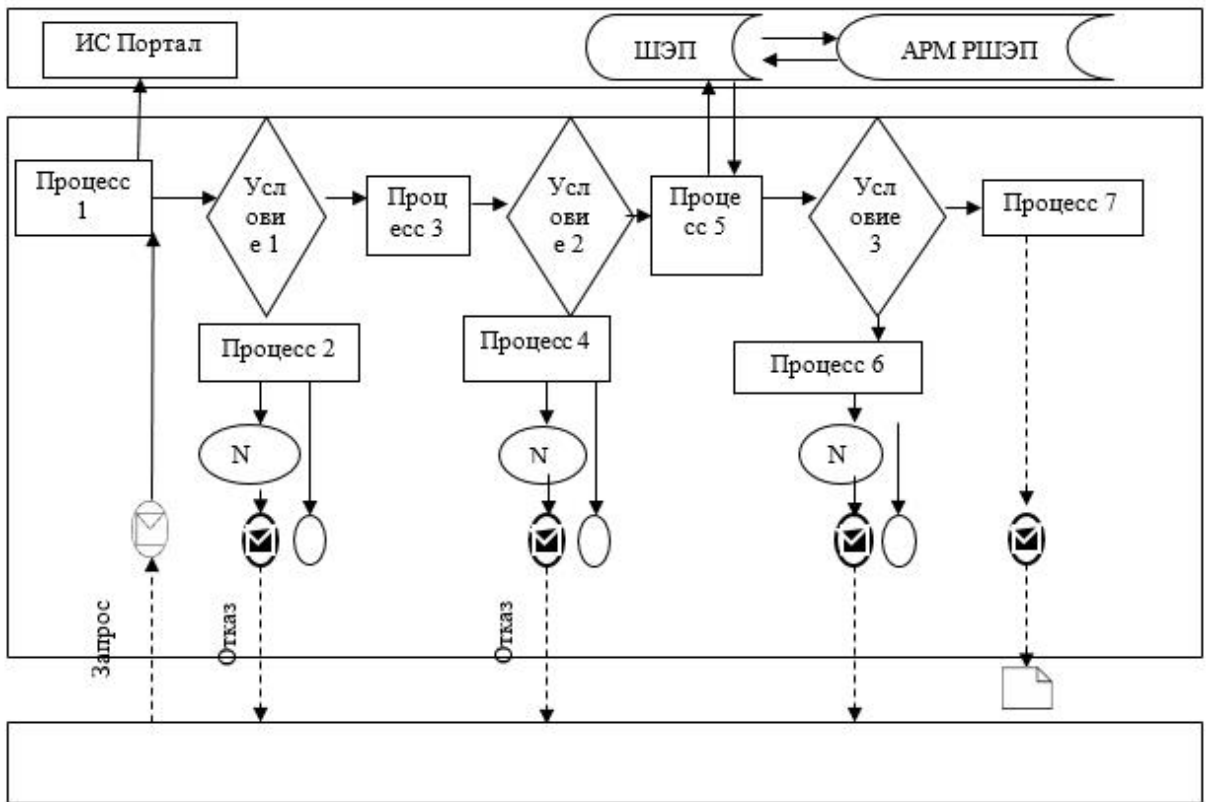 ИС Портал
ШЭП
АРМ РШЭП
Процесс
1
Усл
ови
е 1
Проц
есс 3
Усл
ови
е 2
Проце
сс 5
Усл
овие
3
Процесс 7
Процесс 2
Процесс 4
Процесс 6
N
N
N
Запрос
Отказ
Отказ